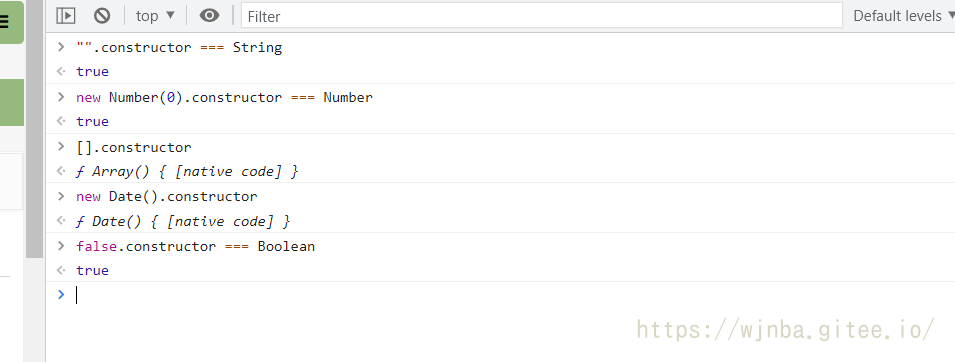 top ▼ Filter Default levels ▼
> "".constructor === String
<· true
> new Number(0).constructor === Number
<· true
> [].constructor
<· ƒ Array() { [native code] }
> new Date().constructor
<· ƒ Date() { [native code] }
> false.constructor === Boolean
<· true
>
https://wjnba.gitee.io/